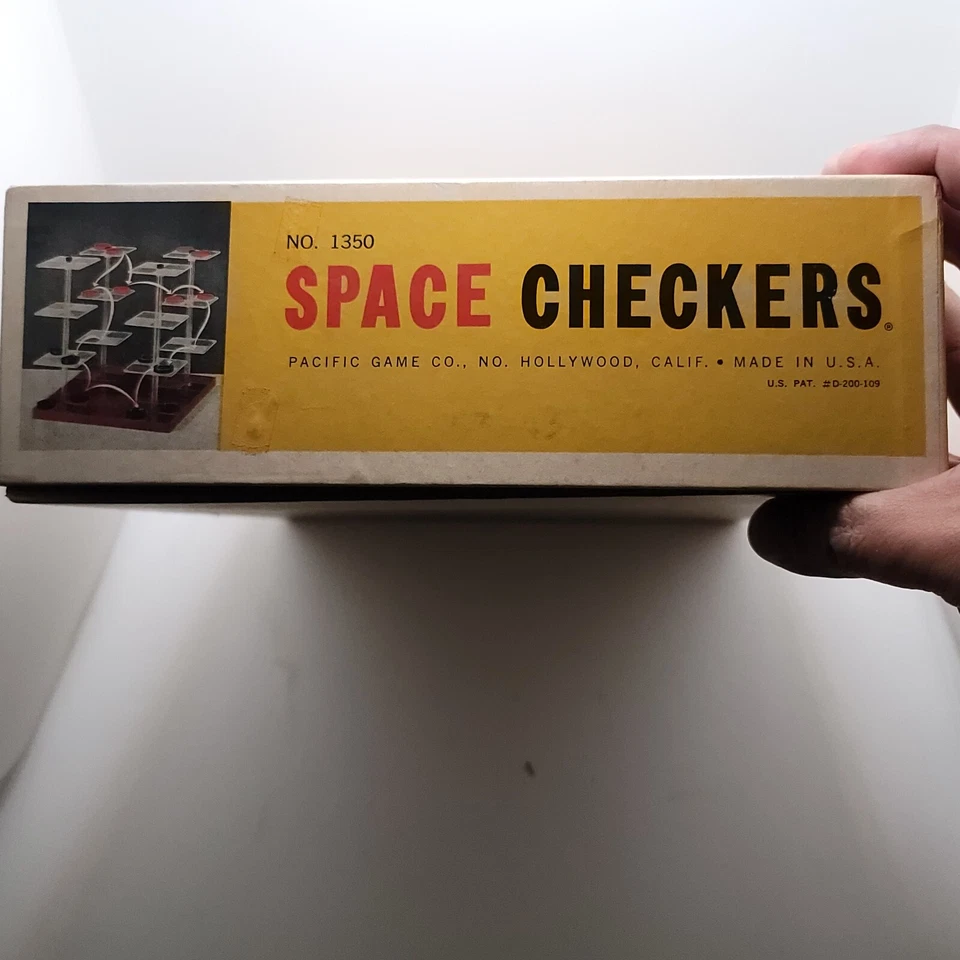 NO. 1350
SPACE CHECKERS®
PACIFIC GAME CO., NO. HOLLYWOOD, CALIF. • MADE IN U.S.A.
U.S. PAT. #D-200-109